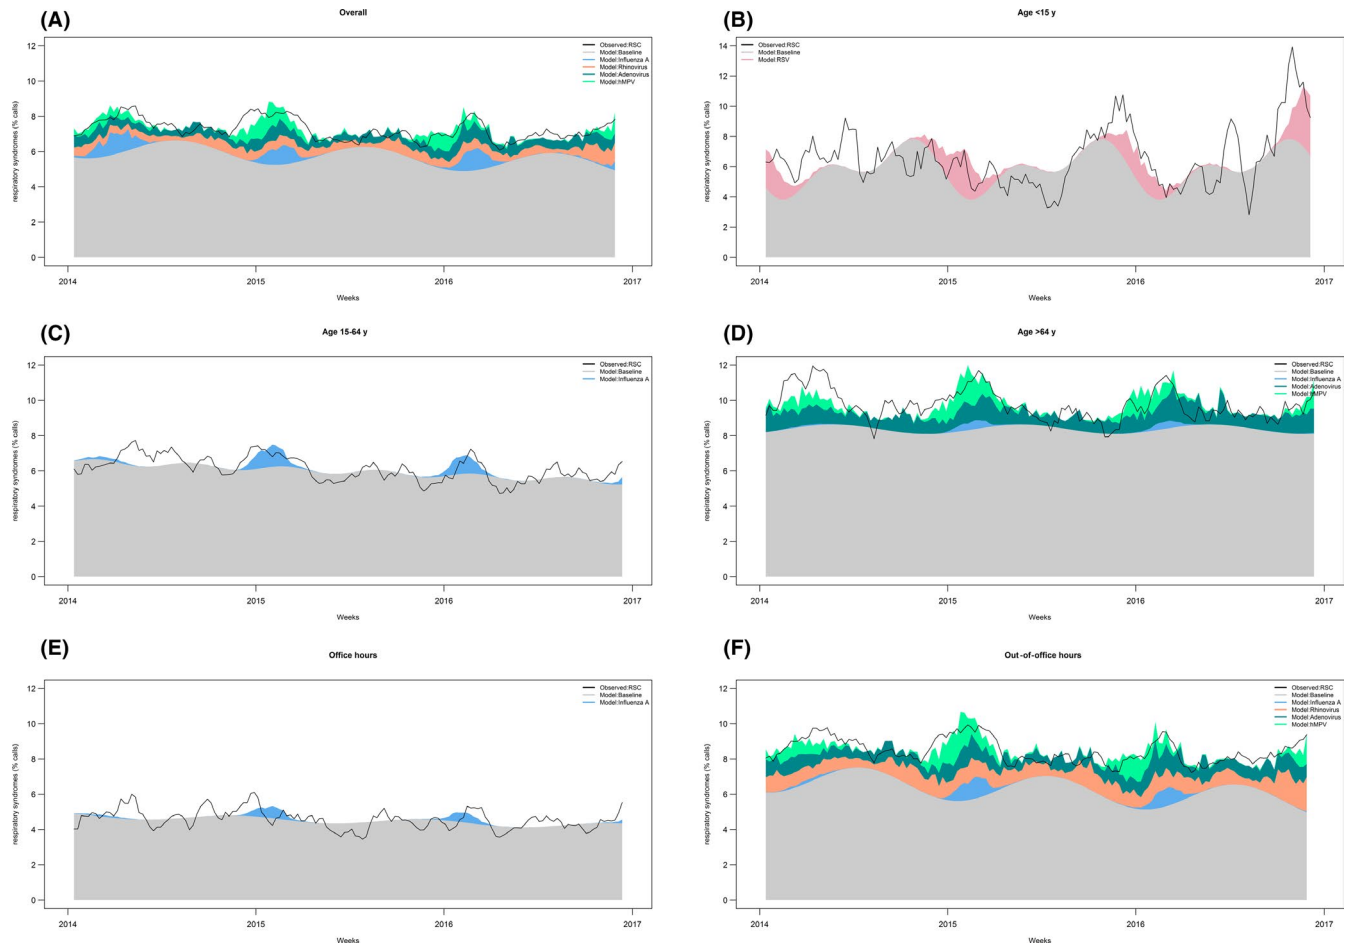 (A)
Overall
respiratory syndromes (% calls)
12
10
8
6
4
2
0
Observed:RSC
Model:Baseline
Model:Influenza A
Model:Rhinovirus
Model:Adenovirus
Model:hMPV
2014
2015
2016
2017
Weeks
(B)
Age <15 y
respiratory syndromes (% calls)
14
12
10
8
6
4
2
0
Observed:RSC
Model:Baseline
Model:RSV
2014
2015
2016
2017
Weeks
(C)
Age 15-64 y
respiratory syndromes (% calls)
12
10
8
6
4
2
0
Observed:RSC
Model:Baseline
Model:Influenza A
2014
2015
2016
2017
Weeks
(D)
Age >64 y
respiratory syndromes (% calls)
12
10
8
6
4
2
0
Observed:RSC
Model:Baseline
Model:Influenza A
Model:Adenovirus
Model:hMPV
2014
2015
2016
2017
Weeks
(E)
Office hours
respiratory syndromes (% calls)
12
10
8
6
4
2
0
Observed:RSC
Model:Baseline
Model:Influenza A
2014
2015
2016
2017
Weeks
(F)
Out-of-office hours
respiratory syndromes (% calls)
12
10
8
6
4
2
0
Observed:RSC
Model:Baseline
Model:Influenza A
Model:Rhinovirus
Model:Adenovirus
Model:hMPV
2014
2015
2016
2017
Weeks